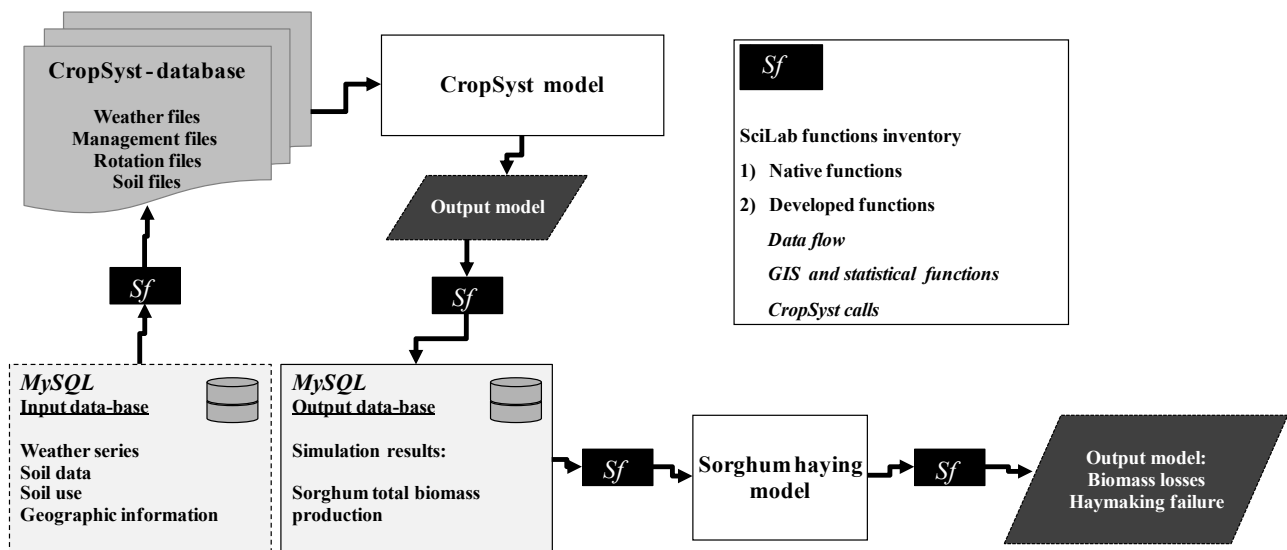 CropSyst - database
Weather files
Management files
Rotation files
Soil files
CropSyst model
Output model
Sf
Sf
MySQL
Input data-base
Weather series
Soil data
Soil use
Geographic information
MySQL
Output data-base
Simulation results:
Sorghum total biomass
production
Sf
Sorghum haying
model
Sf
Output model:
Biomass losses
Haymaking failure
Sf
SciLab functions inventory
1) Native functions
2) Developed functions
Data flow
GIS and statistical functions
CropSyst calls